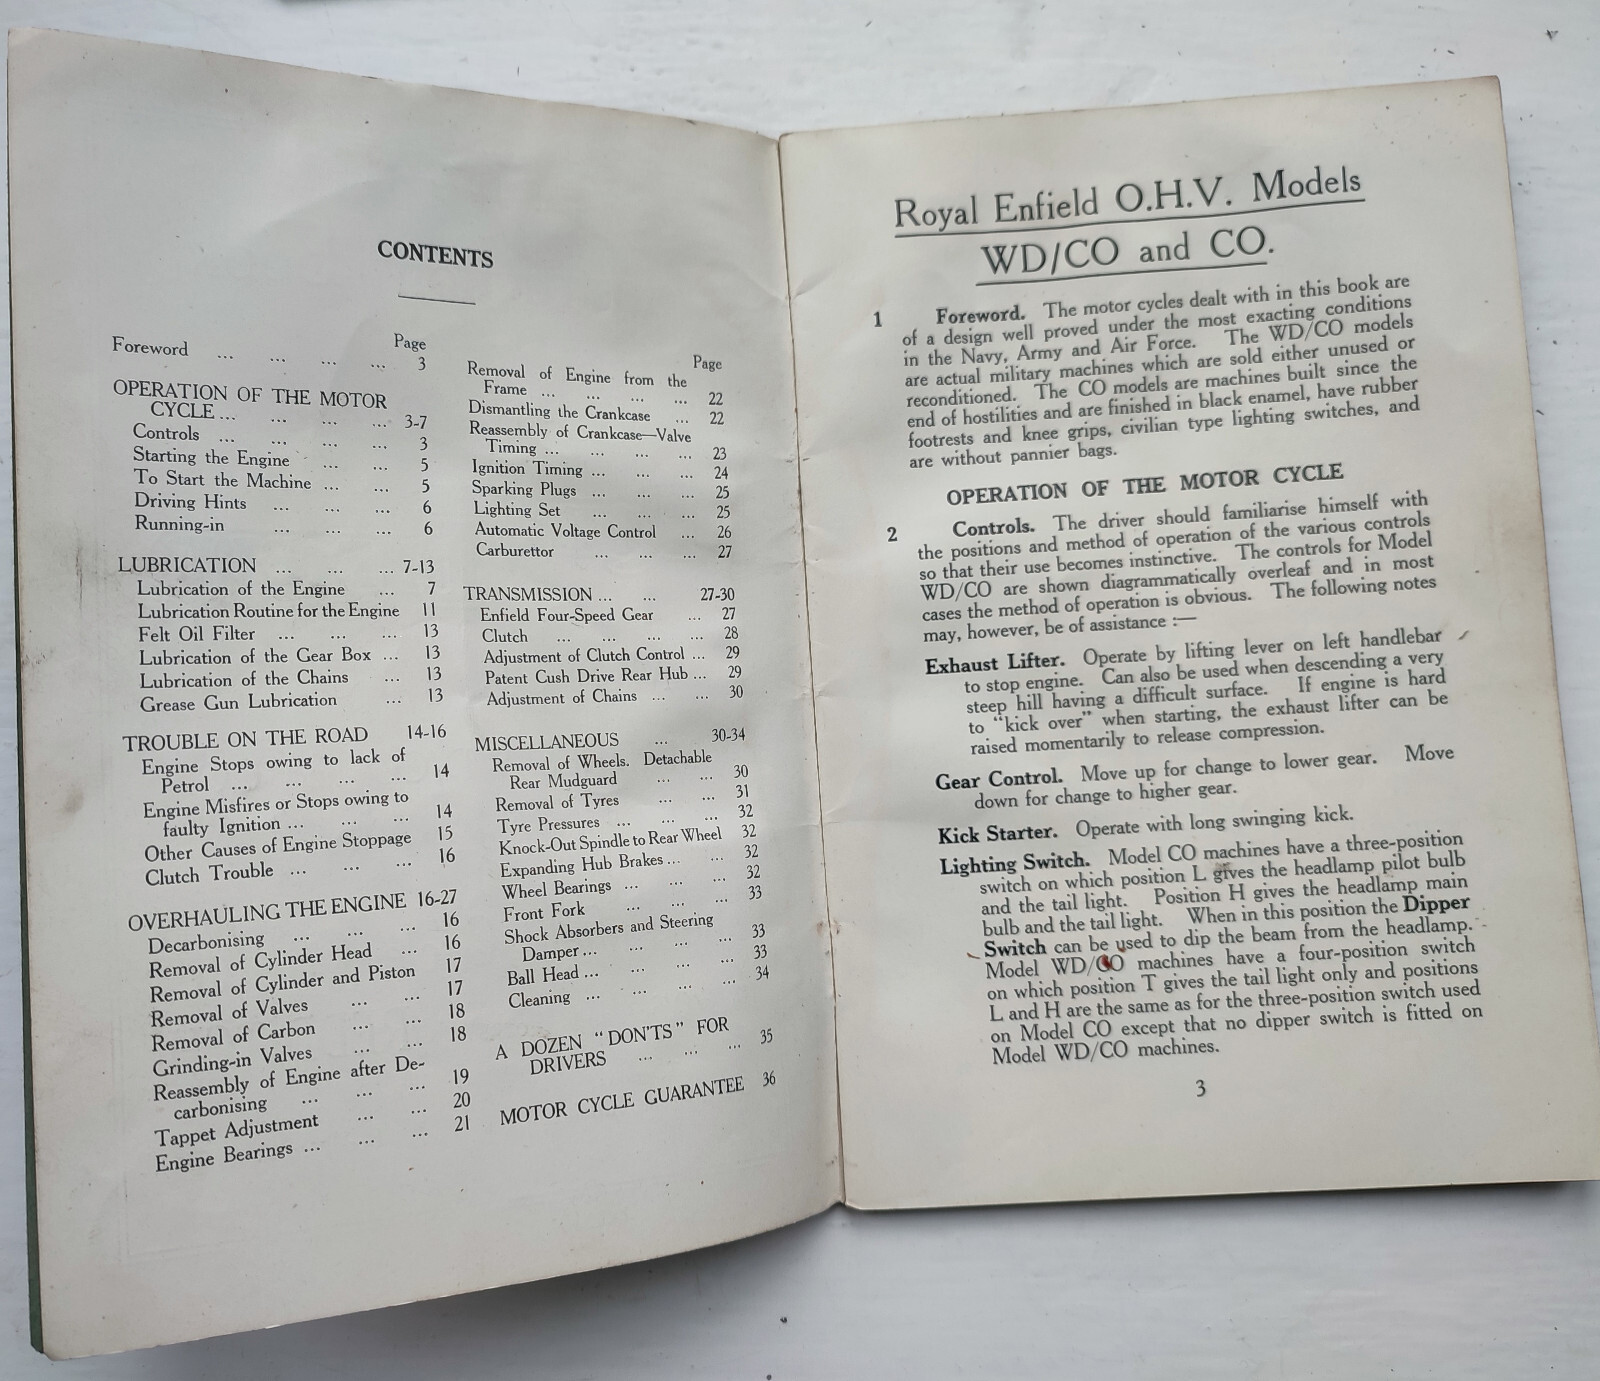 CONTENTS
Page
Foreword ... ... ... ... 3
OPERATION OF THE MOTOR
CYCLE ... ... ... ... 3-7
Controls ... ... ... ... 3
Starting the Engine ... ... 5
To Start the Machine ... ... 5
Driving Hints ... ... ... 6
Running-in ... ... ... 6
LUBRICATION ... ... ... 7-13
Lubrication of the Engine ... 7
Lubrication Routine for the Engine 11
Felt Oil Filter ... ... ... 13
Lubrication of the Gear Box ... 13
Lubrication of the Chains ... 13
Grease Gun Lubrication ... 13
TROUBLE ON THE ROAD 14-16
Engine Stops owing to lack of
Petrol ... ... ... ... 14
Engine Misfires or Stops owing to
faulty Ignition ... ... ... 14
Other Causes of Engine Stoppage 15
Clutch Trouble ... ... ... 16
OVERHAULING THE ENGINE 16-27
Decarbonising ... ... ... 16
Removal of Cylinder Head ... 16
Removal of Cylinder and Piston 17
Removal of Valves ... ... 17
Removal of Carbon ... ... 18
Grinding-in Valves ... ... 18
Reassembly of Engine after De-
carbonising ... ... ... 19
Tappet Adjustment ... ... 20
Engine Bearings ... ... ... 21
Page
Removal of Engine from the
Frame ... ... ... ... 22
Dismantling the Crankcase ... 22
Reassembly of Crankcase—Valve
Timing ... ... ... ... 23
Ignition Timing ... ... ... 24
Sparking Plugs ... ... ... 25
Lighting Set ... ... ... 25
Automatic Voltage Control ... 26
Carburettor ... ... ... 27
TRANSMISSION ... ... 27-30
Enfield Four-Speed Gear ... 27
Clutch ... ... ... ... 28
Adjustment of Clutch Control ... 29
Patent Cush Drive Rear Hub ... 29
Adjustment of Chains ... ... 30
MISCELLANEOUS ... 30-34
Removal of Wheels. Detachable
Rear Mudguard ... ... 30
Removal of Tyres ... ... 31
Tyre Pressures ... ... ... 32
Knock-Out Spindle to Rear Wheel 32
Expanding Hub Brakes ... ... 32
Wheel Bearings ... ... ... 32
Front Fork ... ... ... 33
Shock Absorbers and Steering
Damper ... ... ... ... 33
Ball Head ... ... ... ... 33
Cleaning ... ... ... ... 34
A DOZEN "DON'TS" FOR
DRIVERS ... ... ... 35
MOTOR CYCLE GUARANTEE 36
Royal Enfield O.H.V. Models
WD/CO and CO.
1 Foreword. The motor cycles dealt with in this book are
of a design well proved under the most exacting conditions
in the Navy, Army and Air Force. The WD/CO models
are actual military machines which are sold either unused or
reconditioned. The CO models are machines built since the
end of hostilities and are finished in black enamel, have rubber
footrests and knee grips, civilian type lighting switches, and
are without pannier bags.
OPERATION OF THE MOTOR CYCLE
2 Controls. The driver should familiarise himself with
the positions and method of operation of the various controls
so that their use becomes instinctive. The controls for Model
WD/CO are shown diagrammatically overleaf and in most
cases the method of operation is obvious. The following notes
may, however, be of assistance :—
Exhaust Lifter. Operate by lifting lever on left handlebar
to stop engine. Can also be used when descending a very
steep hill having a difficult surface. If engine is hard
to "kick over" when starting, the exhaust lifter can be
raised momentarily to release compression.
Gear Control. Move up for change to lower gear. Move
down for change to higher gear.
Kick Starter. Operate with long swinging kick.
Lighting Switch. Model CO machines have a three-position
switch on which position L gives the headlamp pilot bulb
and the tail light. Position H gives the headlamp main
bulb and the tail light. When in this position the Dipper
Switch can be used to dip the beam from the headlamp.
Model WD/CO machines have a four-position switch
on which position T gives the tail light only and positions
L and H are the same as for the three-position switch used
on Model CO except that no dipper switch is fitted on
Model WD/CO machines.
3